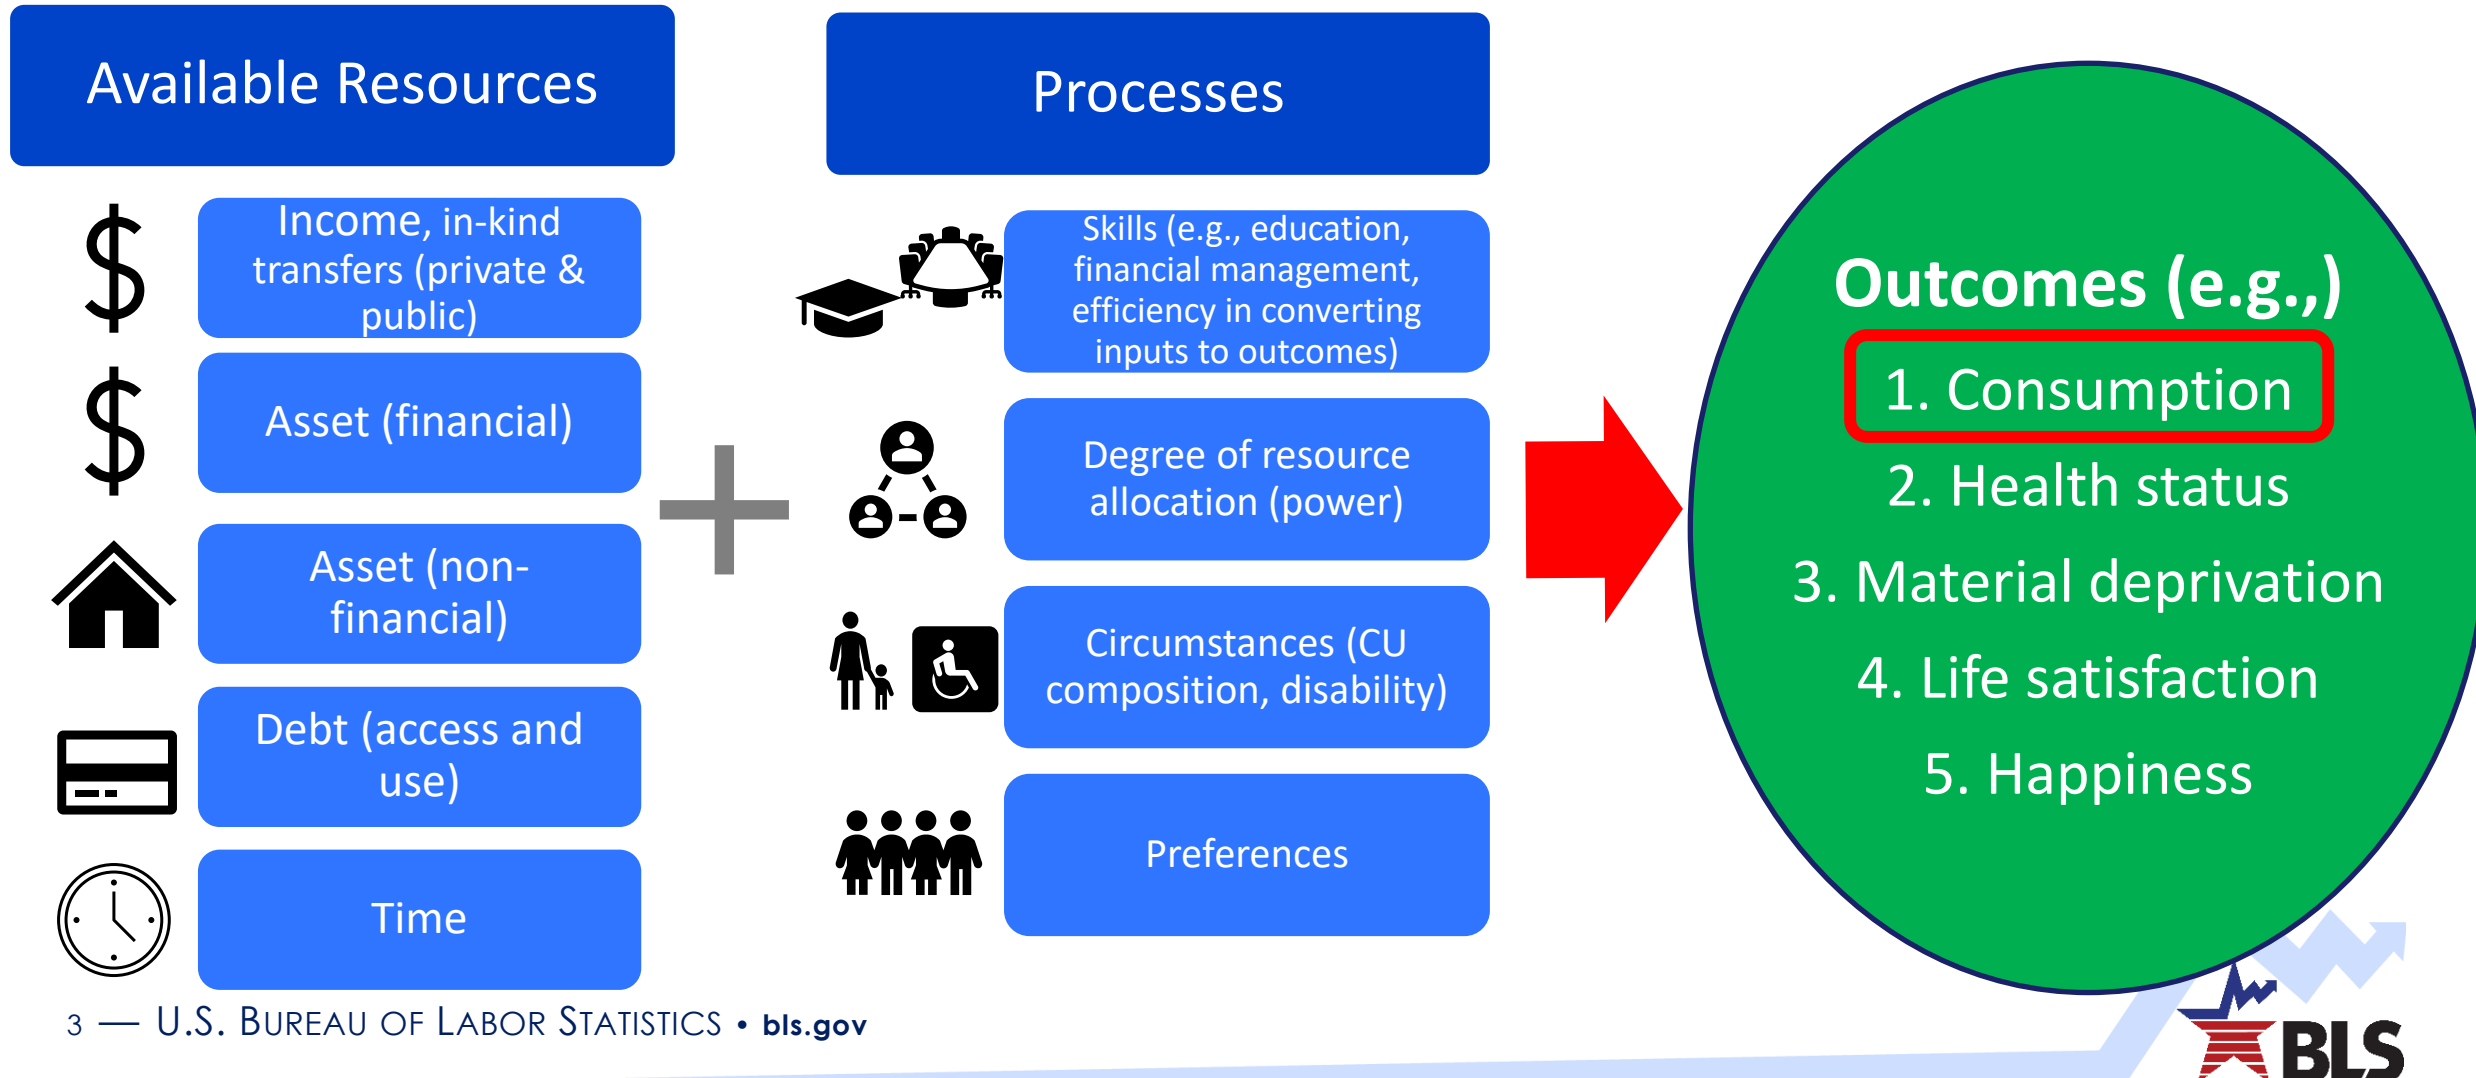 Available Resources
Income, in-kind
transfers (private &
public)
Asset (financial)
Asset (non-
financial)
Debt (access and
use)
Time
Processes
Skills (e.g., education,
financial management,
efficiency in converting
inputs to outcomes)
Degree of resource
allocation (power)
Circumstances (CU
composition, disability)
Preferences
Outcomes (e.g.,)
1. Consumption
2. Health status
3. Material deprivation
4. Life satisfaction
5. Happiness
3 — U.S. BUREAU OF LABOR STATISTICS • bls.gov
BLS